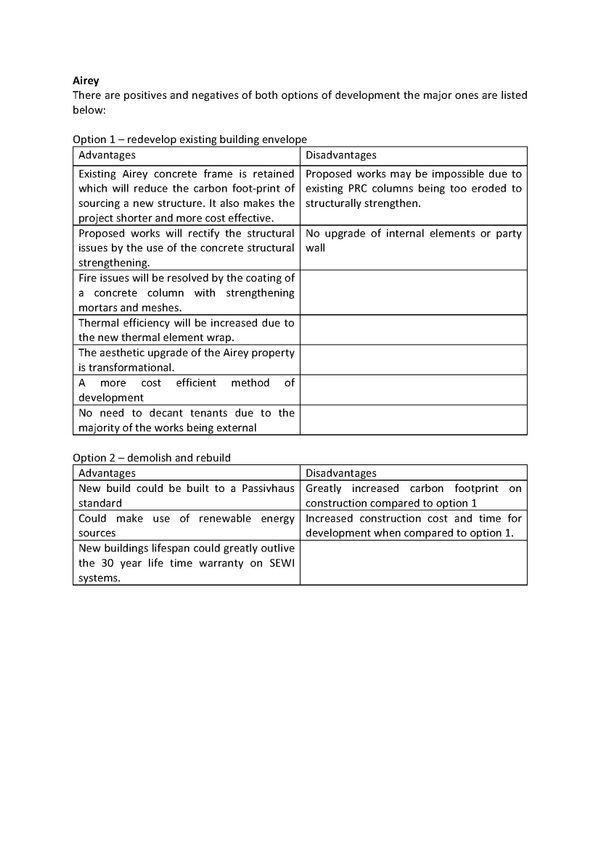 Airey
There are positives and negatives of both options of development the major ones are listed
below:
Option 1 – redevelop existing building envelope
Advantages
Disadvantages
Existing Airey concrete frame is retained
which will reduce the carbon foot-print of
sourcing a new structure. It also makes the
project shorter and more cost effective.
Proposed works may be impossible due to
existing PRC columns being too eroded to
structurally strengthen.
Proposed works will rectify the structural
issues by the use of the concrete structural
strengthening.
No upgrade of internal elements or party
wall
Fire issues will be resolved by the coating of
a concrete column with strengthening
mortars and meshes.
Thermal efficiency will be increased due to
the new thermal element wrap.
The aesthetic upgrade of the Airey property
is transformational.
A more cost efficient method of
development
No need to decant tenants due to the
majority of the works being external
Option 2 – demolish and rebuild
Advantages
Disadvantages
New build could be built to a Passivhaus
standard
Greatly increased carbon footprint on
construction compared to option 1
Could make use of renewable energy
sources
Increased construction cost and time for
development when compared to option 1.
New buildings lifespan could greatly outlive
the 30 year life time warranty on SEWI
systems.